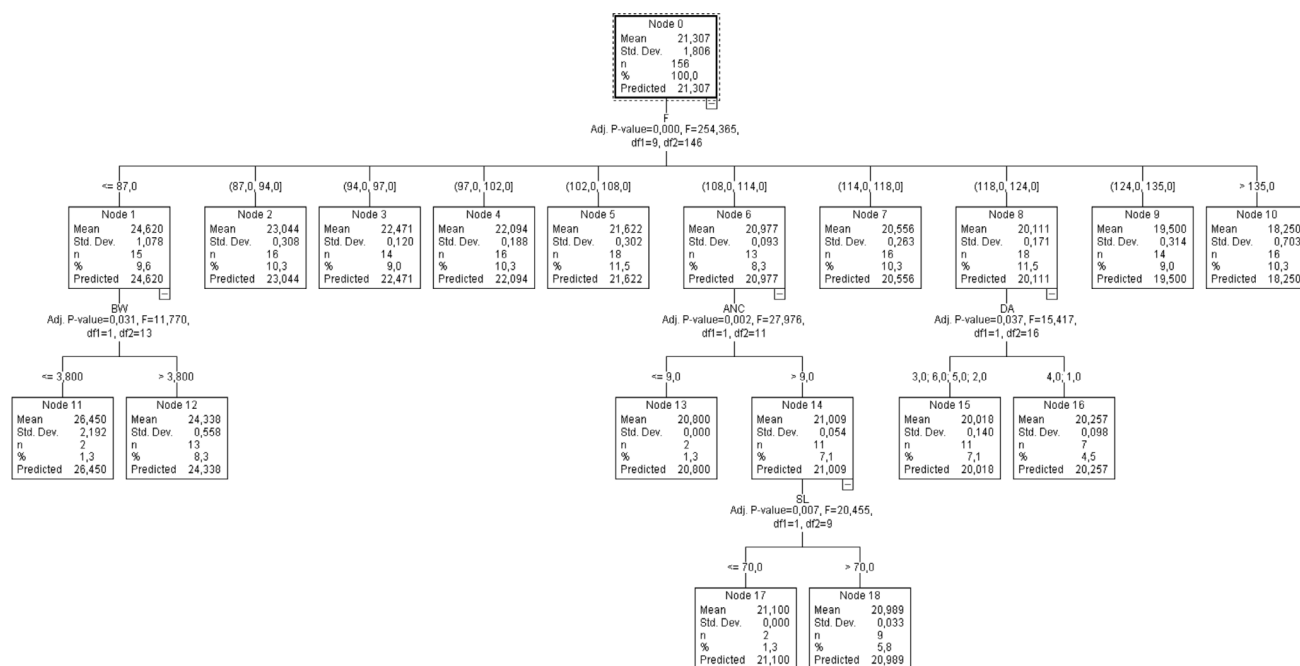 Node 0
Mean 21,307
Std. Dev. 1,806
n 156
% 100,0
Predicted 21,307
F
Adj. P-value=0,000, F=254,365,
df1=9, df2=146
<= 87,0
(87,0, 94,0]
(94,0, 97,0]
(97,0, 102,0]
(102,0, 108,0]
(108,0, 114,0]
(114,0, 118,0]
(118,0, 124,0]
(124,0, 135,0]
> 135,0
Node 1
Mean 24,620
Std. Dev. 1,078
n 15
% 9,6
Predicted 24,620
Node 2
Mean 23,044
Std. Dev. 0,308
n 16
% 10,3
Predicted 23,044
Node 3
Mean 22,471
Std. Dev. 0,120
n 14
% 9,0
Predicted 22,471
Node 4
Mean 22,094
Std. Dev. 0,188
n 16
% 10,3
Predicted 22,094
Node 5
Mean 21,622
Std. Dev. 0,302
n 18
% 11,5
Predicted 21,622
Node 6
Mean 20,977
Std. Dev. 0,093
n 13
% 8,3
Predicted 20,977
Node 7
Mean 20,556
Std. Dev. 0,263
n 16
% 10,3
Predicted 20,556
Node 8
Mean 20,111
Std. Dev. 0,171
n 18
% 11,5
Predicted 20,111
Node 9
Mean 19,500
Std. Dev. 0,314
n 14
% 9,0
Predicted 19,500
Node 10
Mean 18,250
Std. Dev. 0,703
n 16
% 10,3
Predicted 18,250
BW
Adj. P-value=0,031, F=11,770,
df1=1, df2=13
ANC
Adj. P-value=0,002, F=27,976,
df1=1, df2=11
DA
Adj. P-value=0,037, F=15,417,
df1=1, df2=16
<= 3,800
> 3,800
<= 9,0
> 9,0
3,0; 6,0; 5,0; 2,0
4,0; 1,0
Node 11
Mean 26,450
Std. Dev. 2,192
n 2
% 1,3
Predicted 26,450
Node 12
Mean 24,338
Std. Dev. 0,558
n 13
% 8,3
Predicted 24,338
Node 13
Mean 20,800
Std. Dev. 0,000
n 2
% 1,3
Predicted 20,800
Node 14
Mean 21,009
Std. Dev. 0,054
n 11
% 7,1
Predicted 21,009
Node 15
Mean 20,018
Std. Dev. 0,140
n 11
% 7,1
Predicted 20,018
Node 16
Mean 20,257
Std. Dev. 0,098
n 7
% 4,5
Predicted 20,257
SL
Adj. P-value=0,007, F=20,455,
df1=1, df2=9
<= 70,0
> 70,0
Node 17
Mean 21,100
Std. Dev. 0,000
n 2
% 1,3
Predicted 21,100
Node 18
Mean 20,989
Std. Dev. 0,033
n 9
% 5,8
Predicted 20,989